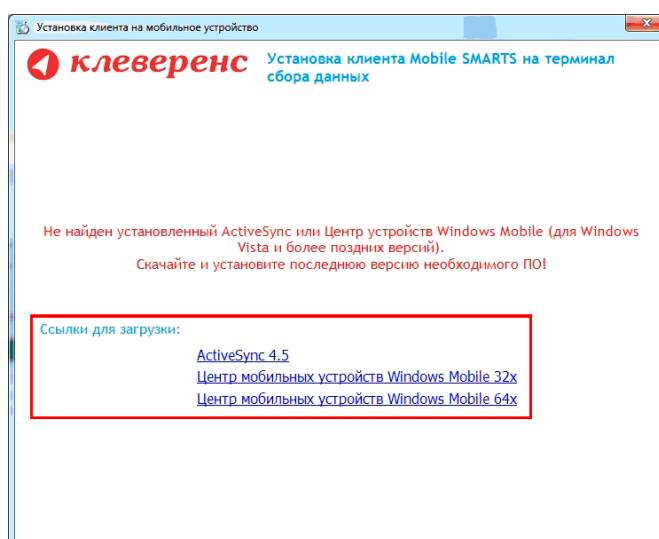 Установка клиента на мобильное устройство
клеверенс
Установка клиента Mobile SMARTS на терминал
сбора данных
Не найден установленный ActiveSync или Центр устройств Windows Mobile (для Windows
Vista и более поздних версий).
Скачайте и установите последнюю версию необходимого ПО!
Ссылки для загрузки:
ActiveSync 4.5
Центр мобильных устройств Windows Mobile 32x
Центр мобильных устройств Windows Mobile 64x